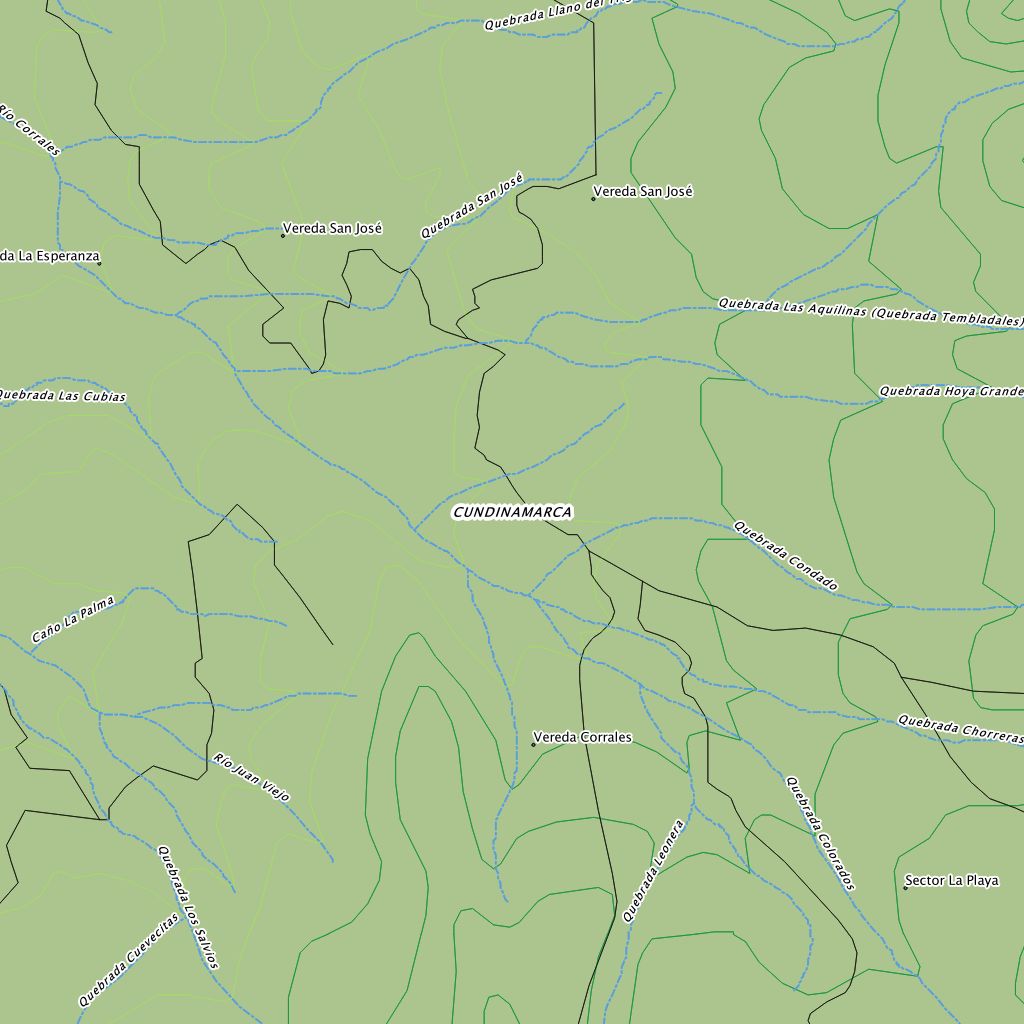 Quebrada Llano del
Río Corrales
Quebrada San José
Vereda San José
Vereda San José
da La Esperanza
Quebrada Las Aquilinas (Quebrada Tembladales)
Quebrada Las Cubias
Quebrada Hoya Grande
CUNDINAMARCA
Quebrada Condado
Caño La Palma
Quebrada Chorreras
Vereda Corrales
Río Juan Viejo
Quebrada Colorados
Quebrada Leonera
Sector La Playa
Quebrada Los Salvios
Quebrada Cuevecitas